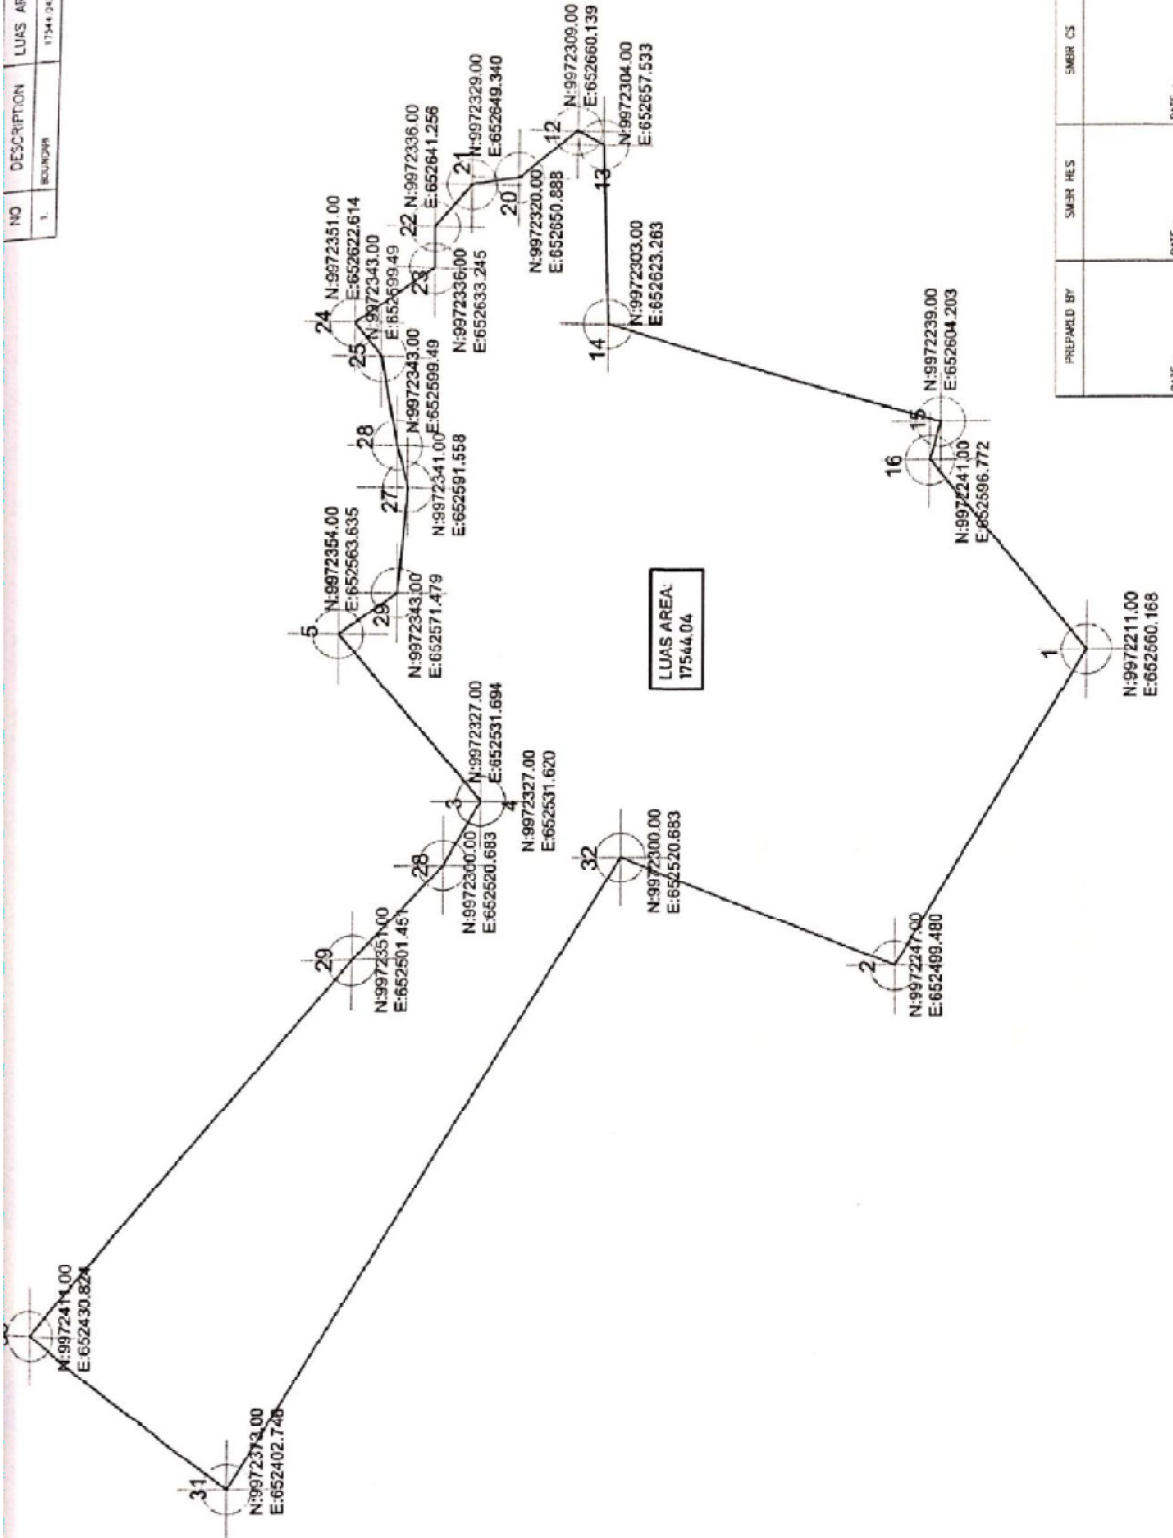 NO DESCRIPTION LUAS AR
1.
24
N:9972351.00
E:652622.614
25
N:9972343.00
E:652599.49
22
N:9972336.00
E:652641.256
21
N:9972329.00
E:652649.340
20
N:9972320.00
E:652650.888
12
N:9972309.00
E:652660.139
13
N:9972304.00
E:652657.533
23
N:9972336.00
E:652633.245
28
N:9972343.00
E:652599.49
27
N:9972341.00
E:652591.558
5
N:9972354.00
E:652563.635
29
N:9972343.00
E:652571.479
14
N:9972303.00
E:652623.263
3
N:9972327.00
E:652531.694
4
N:9972327.00
E:652531.620
28
N:9972300.00
E:652520.683
29
N:9972351.00
E:652501.451
N:9972411.00
E:652430.824
31
N:9972373.00
E:652402.746
32
N:9972300.00
E:652520.683
LUAS AREA:
17544.04
15
N:9972239.00
E:652604.203
16
N:9972241.00
E:652596.772
2
N:9972247.00
E:652499.480
1
N:9972211.00
E:652560.168
PREPARED BY
SMBR HES
SMBR CS